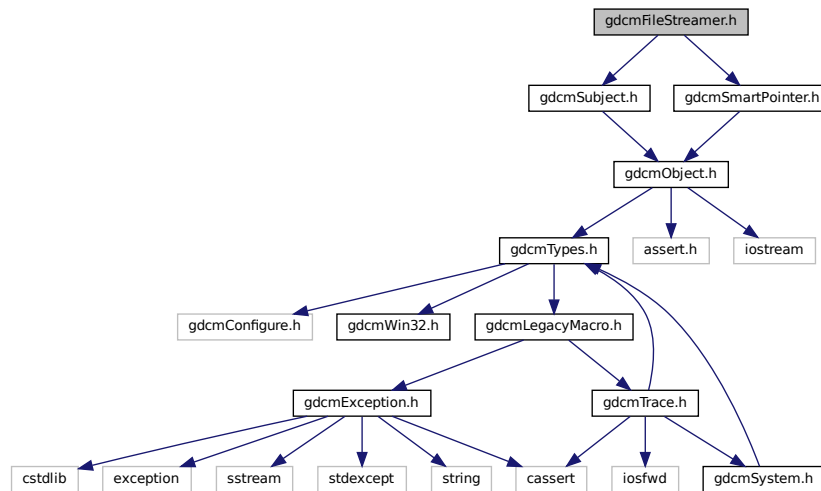 gdcmFileStreamer.h
gdcmSubject.h
gdcmSmartPointer.h
gdcmObject.h
gdcmTypes.h
assert.h
iostream
gdcmConfigure.h
gdcmWin32.h
gdcmLegacyMacro.h
gdcmException.h
gdcmTrace.h
cstdlib
exception
sstream
stdexcept
string
cassert
iosfwd
gdcmSystem.h